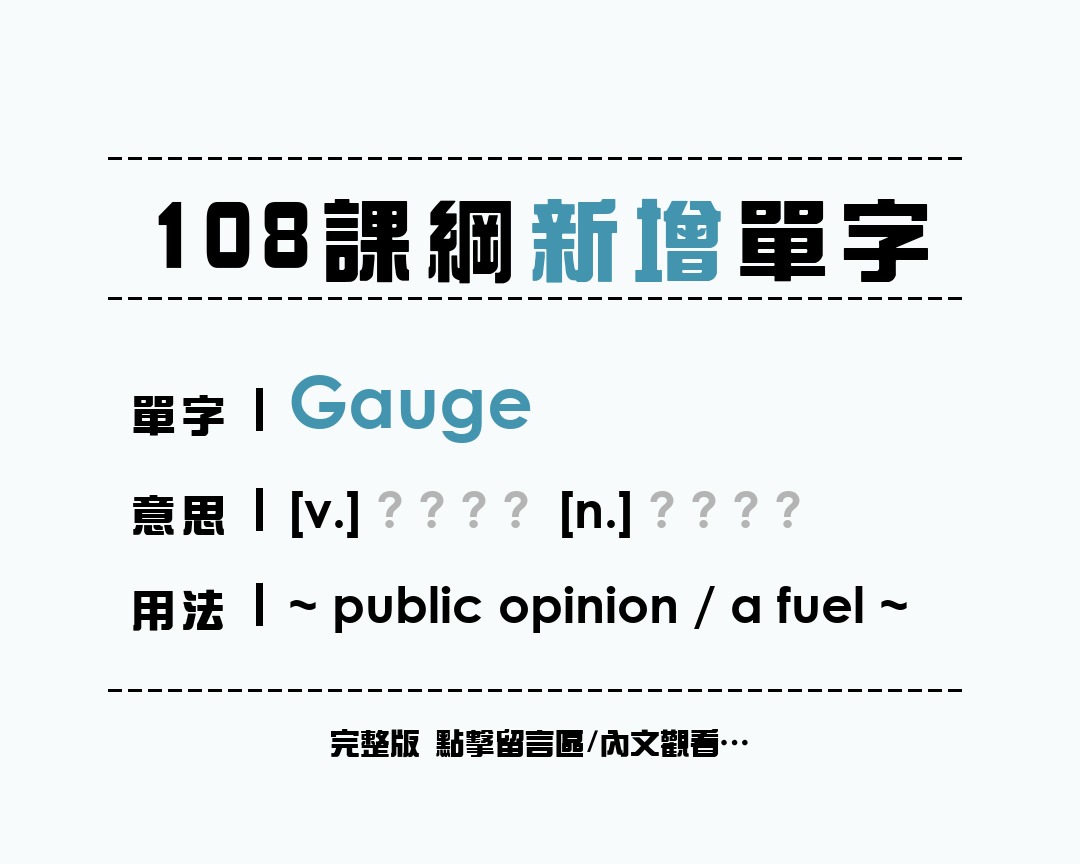 108課綱新增單字
單字 | Gauge
意思 | [v.] ???? [n.] ????
用法 | ~ public opinion / a fuel ~
完整版 點擊留言區/內文觀看…